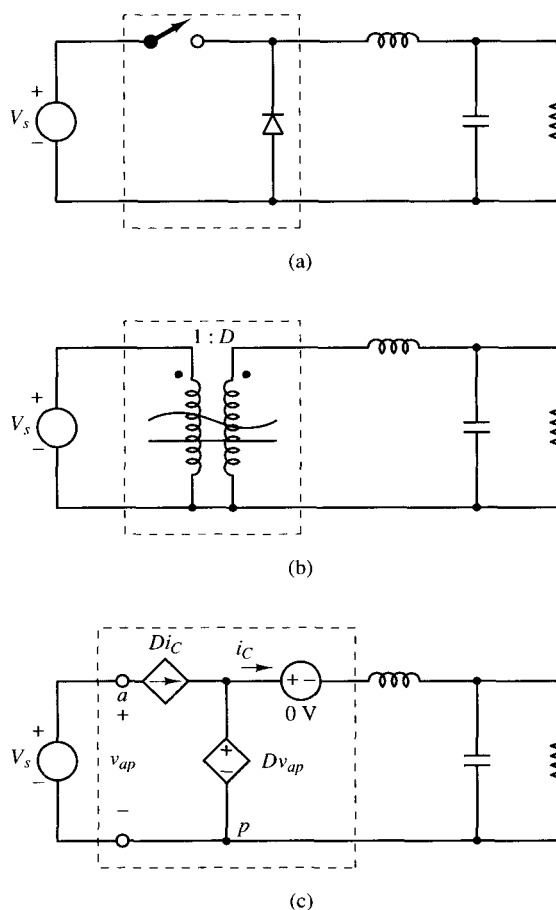 +
V_s
−
(a)
1 : D
+
V_s
−
(b)
Di_C
i_C
a
+ −
0 V
+
V_s
−
+
v_ap
−
+
−
Dv_ap
p
(c)